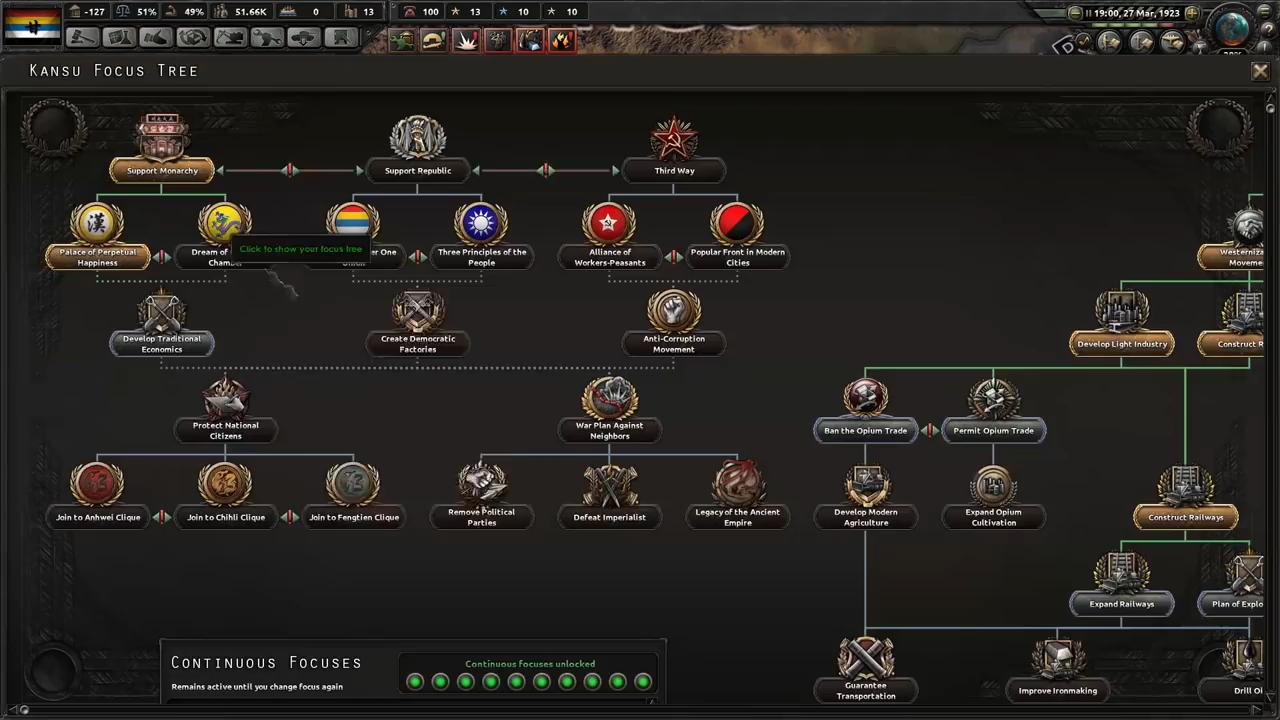 -127
51%
49%
51.66K
0
13
100
13
10
10
19:00, 27 Mar, 1923
Kansu Focus Tree
Support Monarchy
Support Republic
Third Way
漢
Click to show your focus tree
Palace of Perpetual
Happiness
Dream of
Chamb
er One
Three Principles of the
People
Alliance of
Workers-Peasants
Popular Front in Modern
Cities
Westerniza
Moveme
Develop Traditional
Economics
Create Democratic
Factories
Anti-Corruption
Movement
Develop Light Industry
Construct R
Protect National
Citizens
War Plan Against
Neighbors
Ban the Opium Trade
Permit Opium Trade
Join to Anhwei Clique
Join to Chihli Clique
Join to Fengtien Clique
Remove Political
Parties
Defeat Imperialist
Legacy of the Ancient
Empire
Develop Modern
Agriculture
Expand Opium
Cultivation
Construct Railways
Expand Railways
Plan of Explo
Continuous Focuses
Continuous focuses unlocked
Remains active until you change focus again
Guarantee
Transportation
Improve Ironmaking
Drill Oi